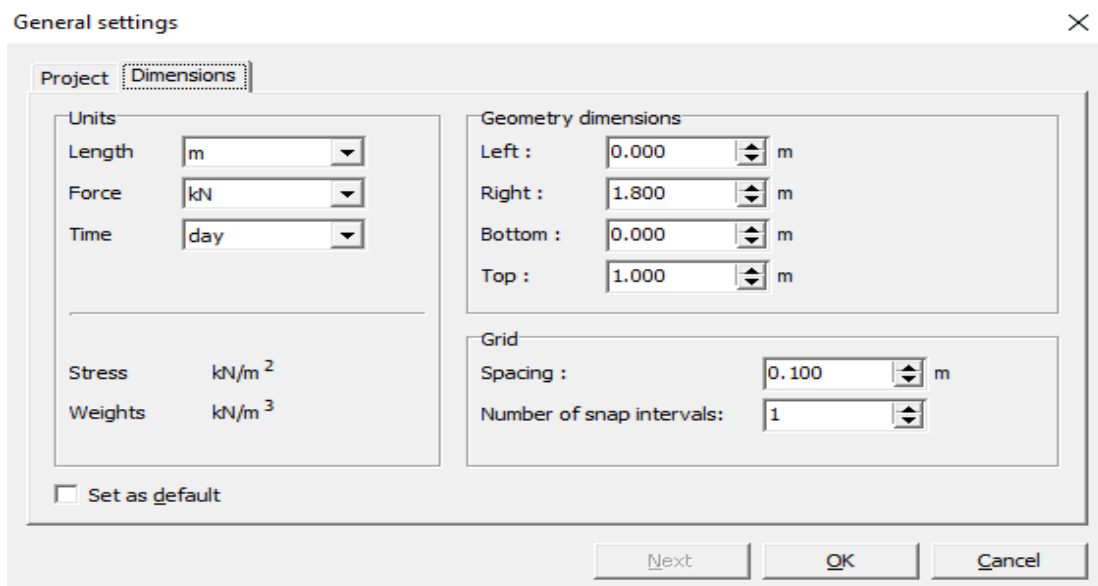 General settings
Project Dimensions
Units
Length m
Force kN
Time day
Stress kN/m 2
Weights kN/m 3
Geometry dimensions
Left : 0.000 m
Right : 1.800 m
Bottom : 0.000 m
Top : 1.000 m
Grid
Spacing : 0.100 m
Number of snap intervals: 1
Set as default
Next OK Cancel